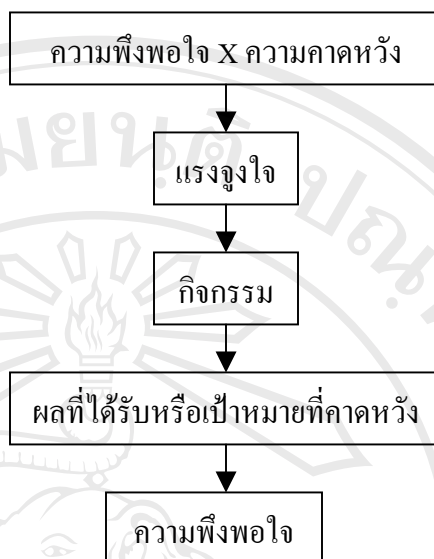 ความพึงพอใจ X ความคาดหวัง
แรงจูงใจ
กิจกรรม
ผลที่ได้รับหรือเป้าหมายที่คาดหวัง
ความพึงพอใจ